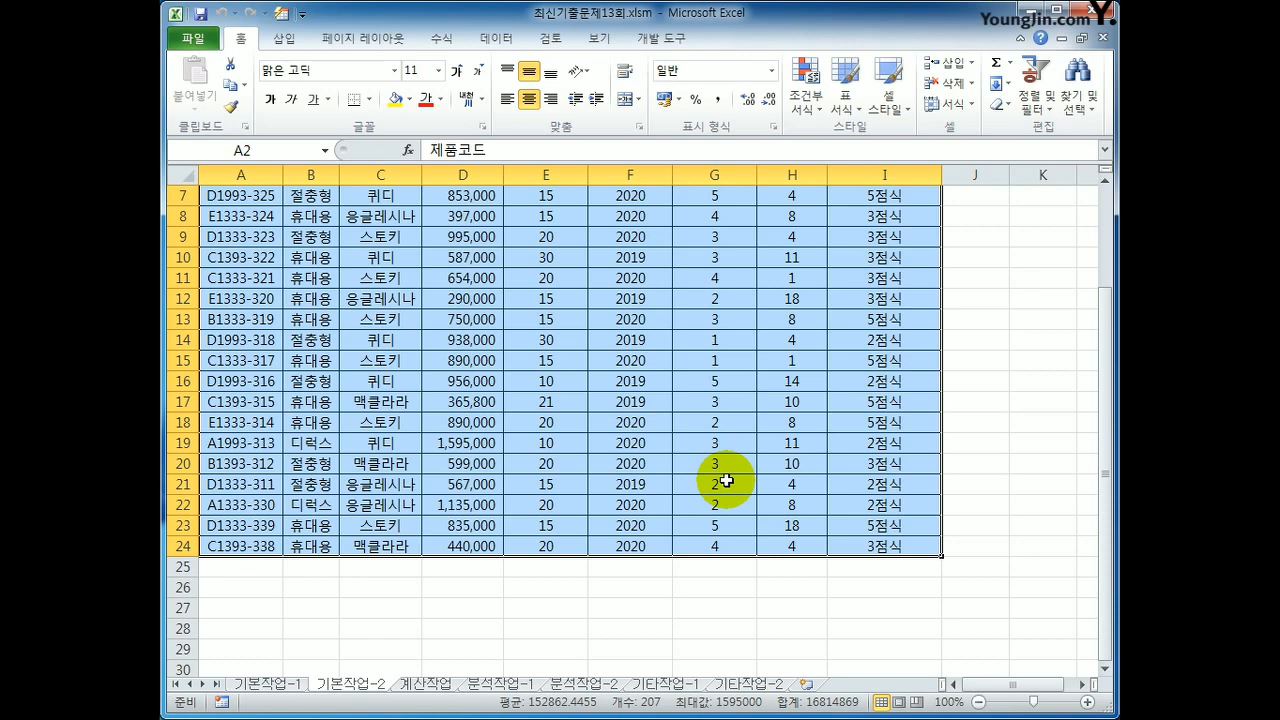 최신기출문제13회.xlsm - Microsoft Excel
YoungJin.com Y.
파일 홈 삽입 페이지 레이아웃 수식 데이터 검토 보기 개발 도구
붙여넣기
클립보드
맑은 고딕 11
가 가 가 가 내천
글꼴
맞춤
일반
% ,
표시 형식
조건부 서식
표 서식
셀 스타일
스타일
삽입
삭제
서식
셀
정렬 및 필터
찾기 및 선택
편집
A2 fx 제품코드
A B C D E F G H I J K
7 D1993-325 절충형 퀴디 853,000 15 2020 5 4 5점식
8 E1333-324 휴대용 응글레시나 397,000 15 2020 4 8 3점식
9 D1333-323 절충형 스토키 995,000 20 2020 3 4 3점식
10 C1393-322 휴대용 퀴디 587,000 30 2019 3 11 3점식
11 C1333-321 휴대용 스토키 654,000 20 2020 4 1 3점식
12 E1333-320 휴대용 응글레시나 290,000 15 2019 2 18 3점식
13 B1333-319 휴대용 스토키 750,000 15 2020 3 8 5점식
14 D1993-318 절충형 퀴디 938,000 30 2019 1 4 2점식
15 C1333-317 휴대용 스토키 890,000 15 2020 1 1 5점식
16 D1993-316 절충형 퀴디 956,000 10 2019 5 14 2점식
17 C1393-315 휴대용 맥클라라 365,800 21 2019 3 10 5점식
18 E1333-314 휴대용 스토키 890,000 20 2020 2 8 5점식
19 A1993-313 디럭스 퀴디 1,595,000 10 2020 3 11 2점식
20 B1393-312 절충형 맥클라라 599,000 20 2020 3 10 3점식
21 D1333-311 절충형 응글레시나 567,000 15 2019 2 4 2점식
22 A1333-330 디럭스 응글레시나 1,135,000 20 2020 2 8 2점식
23 D1333-339 휴대용 스토키 835,000 15 2020 5 18 5점식
24 C1393-338 휴대용 맥클라라 440,000 20 2020 4 4 3점식
25
26
27
28
29
30
기본작업-1 기본작업-2 계산작업 분석작업-1 분석작업-2 기타작업-1 기타작업-2
준비 평균: 152862.4455 개수: 207 최대값: 1595000 합계: 16814869 100%